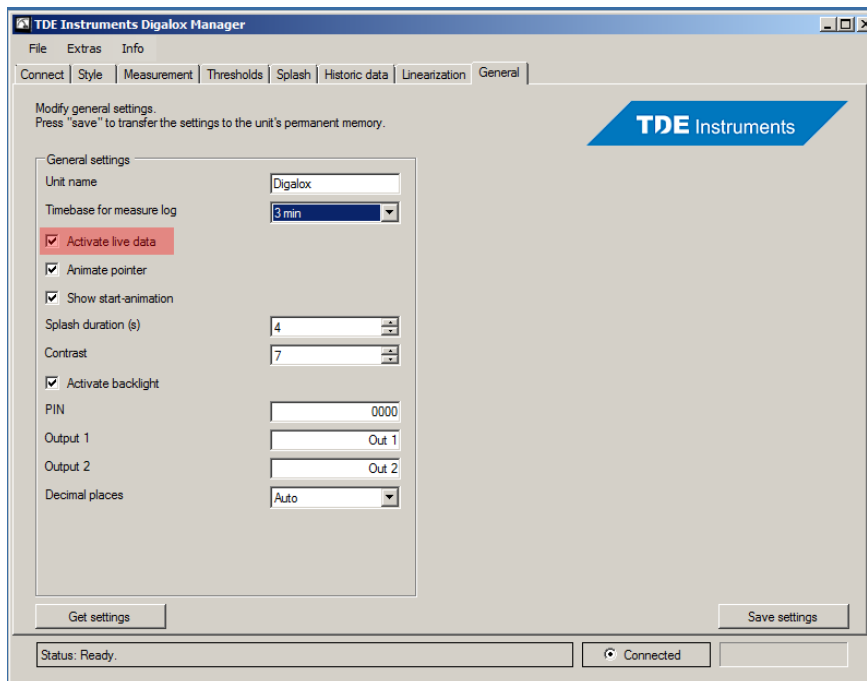 TDE Instruments Digalox Manager
File Extras Info
Connect Style Measurement Thresholds Splash Historic data Linearization General
Modify general settings.
Press "save" to transfer the settings to the unit's permanent memory.
TDE Instruments
General settings
Unit name Digalox
Timebase for measure log 3 min
Activate live data
Animate pointer
Show start-animation
Splash duration (s) 4
Contrast 7
Activate backlight
PIN 0000
Output 1 Out 1
Output 2 Out 2
Decimal places Auto
Get settings Save settings
Status: Ready. Connected